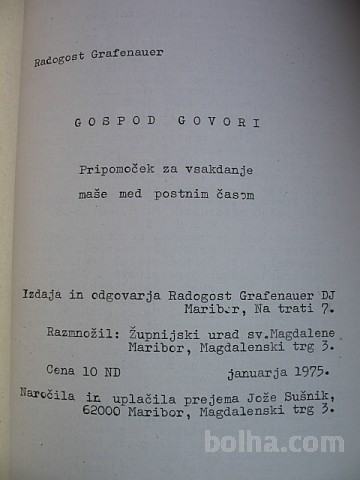 Radogost Grafenauer
GOSPOD GOVORI
Pripomoček za vsakdanje
maše med postnim časom
Izdaja in odgovarja Radogost Grafenauer DJ
Maribor, Na trati 7.
Razmnožil: Župnijski urad sv.Magdalene
Maribor, Magdalenski trg 3.
Cena 10 ND januarja 1975.
Naročila in uplačila prejema Jože Sušnik,
62000 Maribor, Magdalenski trg 3.
bolha.com